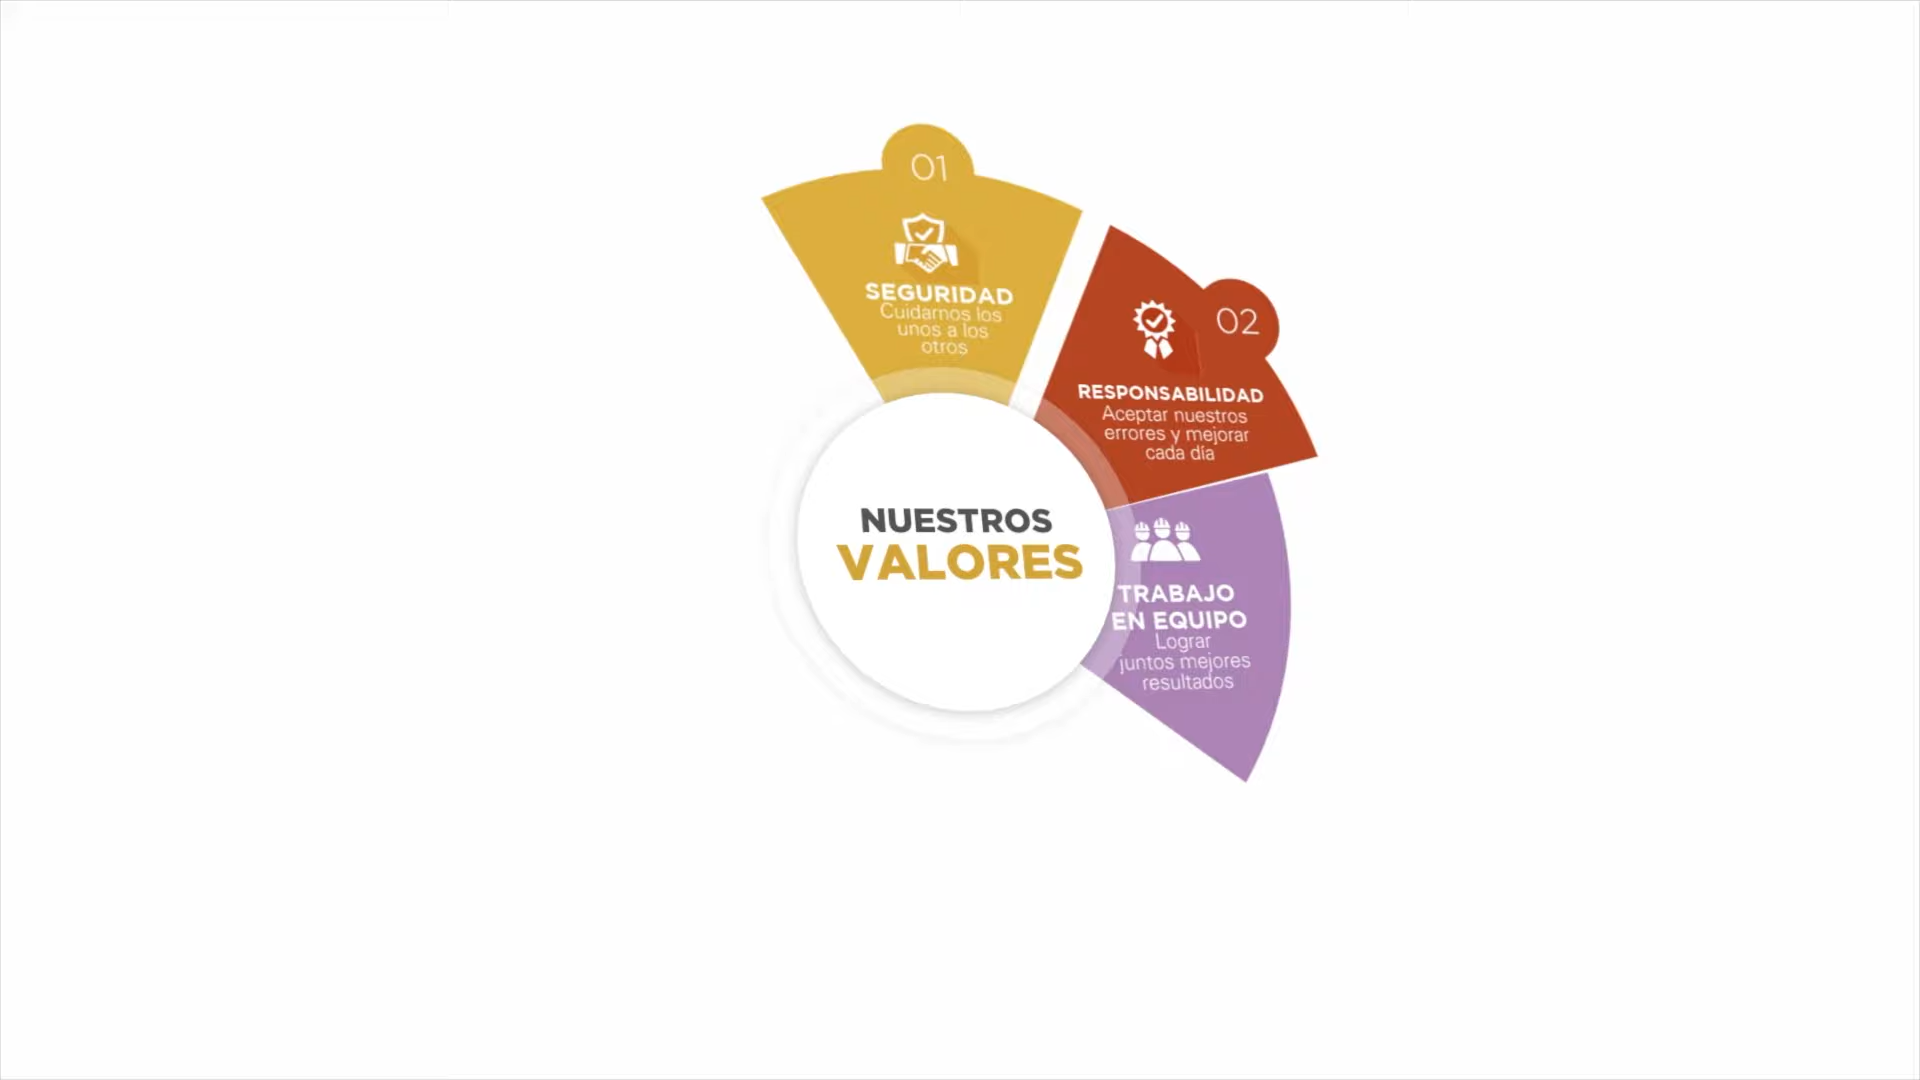 01
SEGURIDAD
Cuidarnos los
unos a los
otros
02
RESPONSABILIDAD
Aceptar nuestros
errores y mejorar
cada día
NUESTROS
VALORES
TRABAJO
EN EQUIPO
Lograr
juntos mejores
resultados